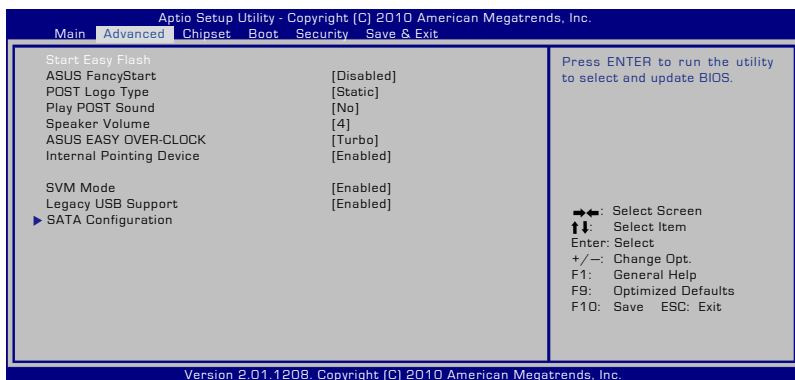 Aptio Setup Utility - Copyright (C) 2010 American Megatrends, Inc.
Main Advanced Chipset Boot Security Save & Exit
Start Easy Flash
ASUS FancyStart [Disabled]
POST Logo Type [Static]
Play POST Sound [No]
Speaker Volume [4]
ASUS EASY OVER-CLOCK [Turbo]
Internal Pointing Device [Enabled]
SVM Mode [Enabled]
Legacy USB Support [Enabled]
SATA Configuration
Press ENTER to run the utility
to select and update BIOS.
→←: Select Screen
↑↓: Select Item
Enter: Select
+/—: Change Opt.
F1: General Help
F9: Optimized Defaults
F10: Save ESC: Exit
Version 2.01.1208. Copyright (C) 2010 American Megatrends, Inc.